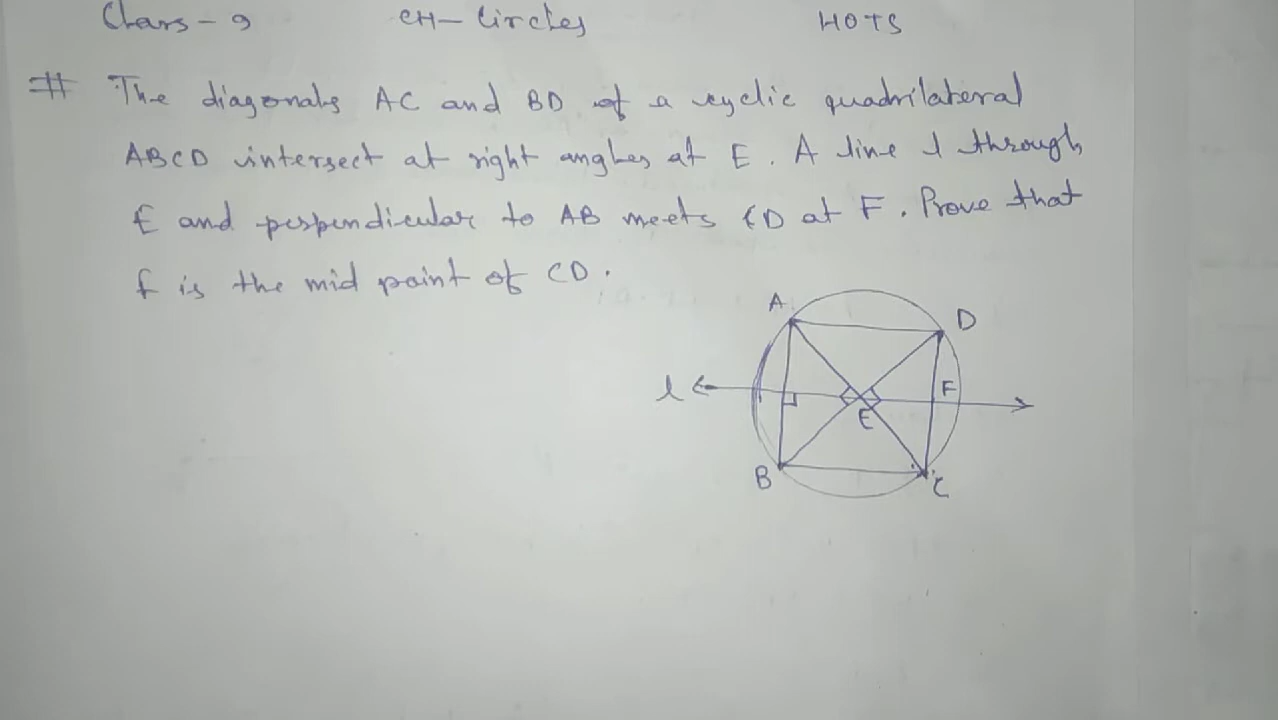 Class - 9 CH- Circles HOTS
# The diagonals AC and BD of a cyclic quadrilateral
ABCD intersect at right angles at E. A line l through
E and perpendicular to AB meets CD at F. Prove that
f is the mid point of CD.
A
D
l
F
E
B
C